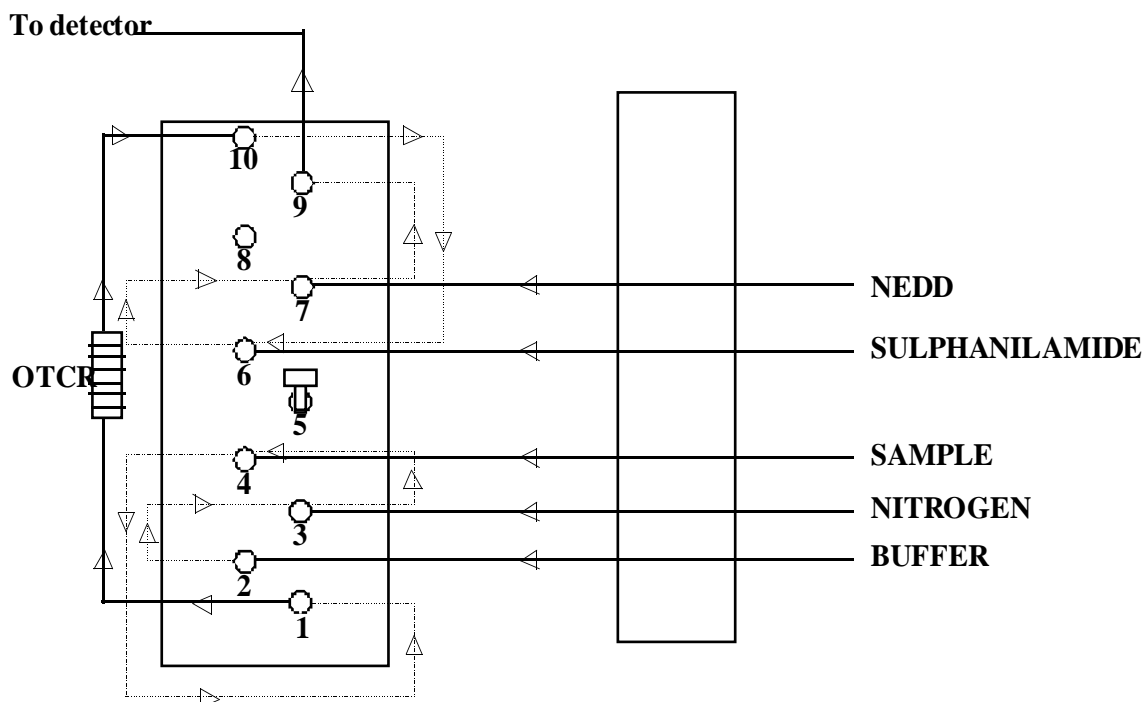 To detector
10
9
8
7
NEDD
6
SULPHANILAMIDE
OTCR
5
4
SAMPLE
3
NITROGEN
2
BUFFER
1